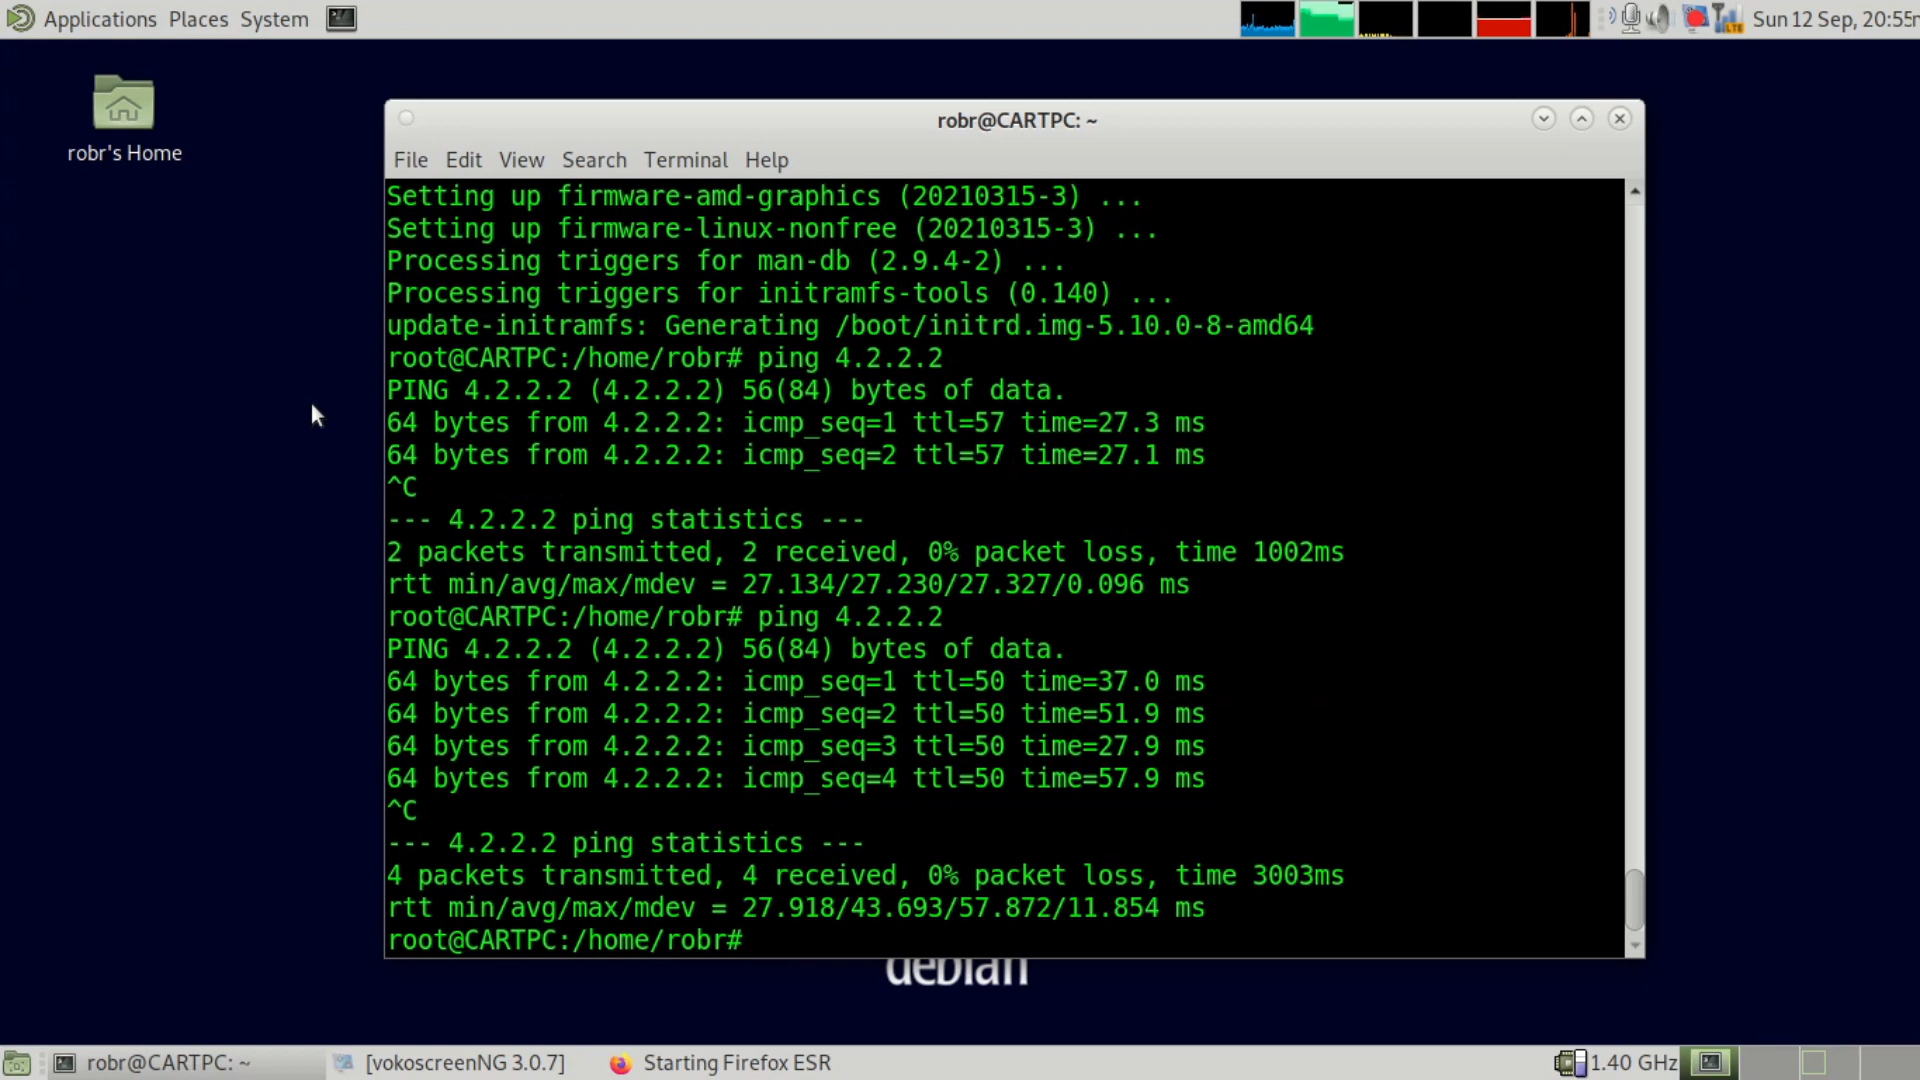 Applications Places System
LTE
Sun 12 Sep, 20:55
robr's Home
robr@CARTPC: ~
File Edit View Search Terminal Help
Setting up firmware-amd-graphics (20210315-3) ...
Setting up firmware-linux-nonfree (20210315-3) ...
Processing triggers for man-db (2.9.4-2) ...
Processing triggers for initramfs-tools (0.140) ...
update-initramfs: Generating /boot/initrd.img-5.10.0-8-amd64
root@CARTPC:/home/robr# ping 4.2.2.2
PING 4.2.2.2 (4.2.2.2) 56(84) bytes of data.
64 bytes from 4.2.2.2: icmp_seq=1 ttl=57 time=27.3 ms
64 bytes from 4.2.2.2: icmp_seq=2 ttl=57 time=27.1 ms
^C
--- 4.2.2.2 ping statistics ---
2 packets transmitted, 2 received, 0% packet loss, time 1002ms
rtt min/avg/max/mdev = 27.134/27.230/27.327/0.096 ms
root@CARTPC:/home/robr# ping 4.2.2.2
PING 4.2.2.2 (4.2.2.2) 56(84) bytes of data.
64 bytes from 4.2.2.2: icmp_seq=1 ttl=50 time=37.0 ms
64 bytes from 4.2.2.2: icmp_seq=2 ttl=50 time=51.9 ms
64 bytes from 4.2.2.2: icmp_seq=3 ttl=50 time=27.9 ms
64 bytes from 4.2.2.2: icmp_seq=4 ttl=50 time=57.9 ms
^C
--- 4.2.2.2 ping statistics ---
4 packets transmitted, 4 received, 0% packet loss, time 3003ms
rtt min/avg/max/mdev = 27.918/43.693/57.872/11.854 ms
root@CARTPC:/home/robr#
debian
robr@CARTPC: ~
[vokoscreenNG 3.0.7]
Starting Firefox ESR
1.40 GHz